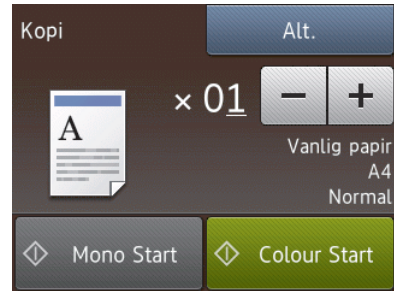 Kopi
Alt.
× 01
− +
A
Vanlig papir
A4
Normal
Mono Start
Colour Start